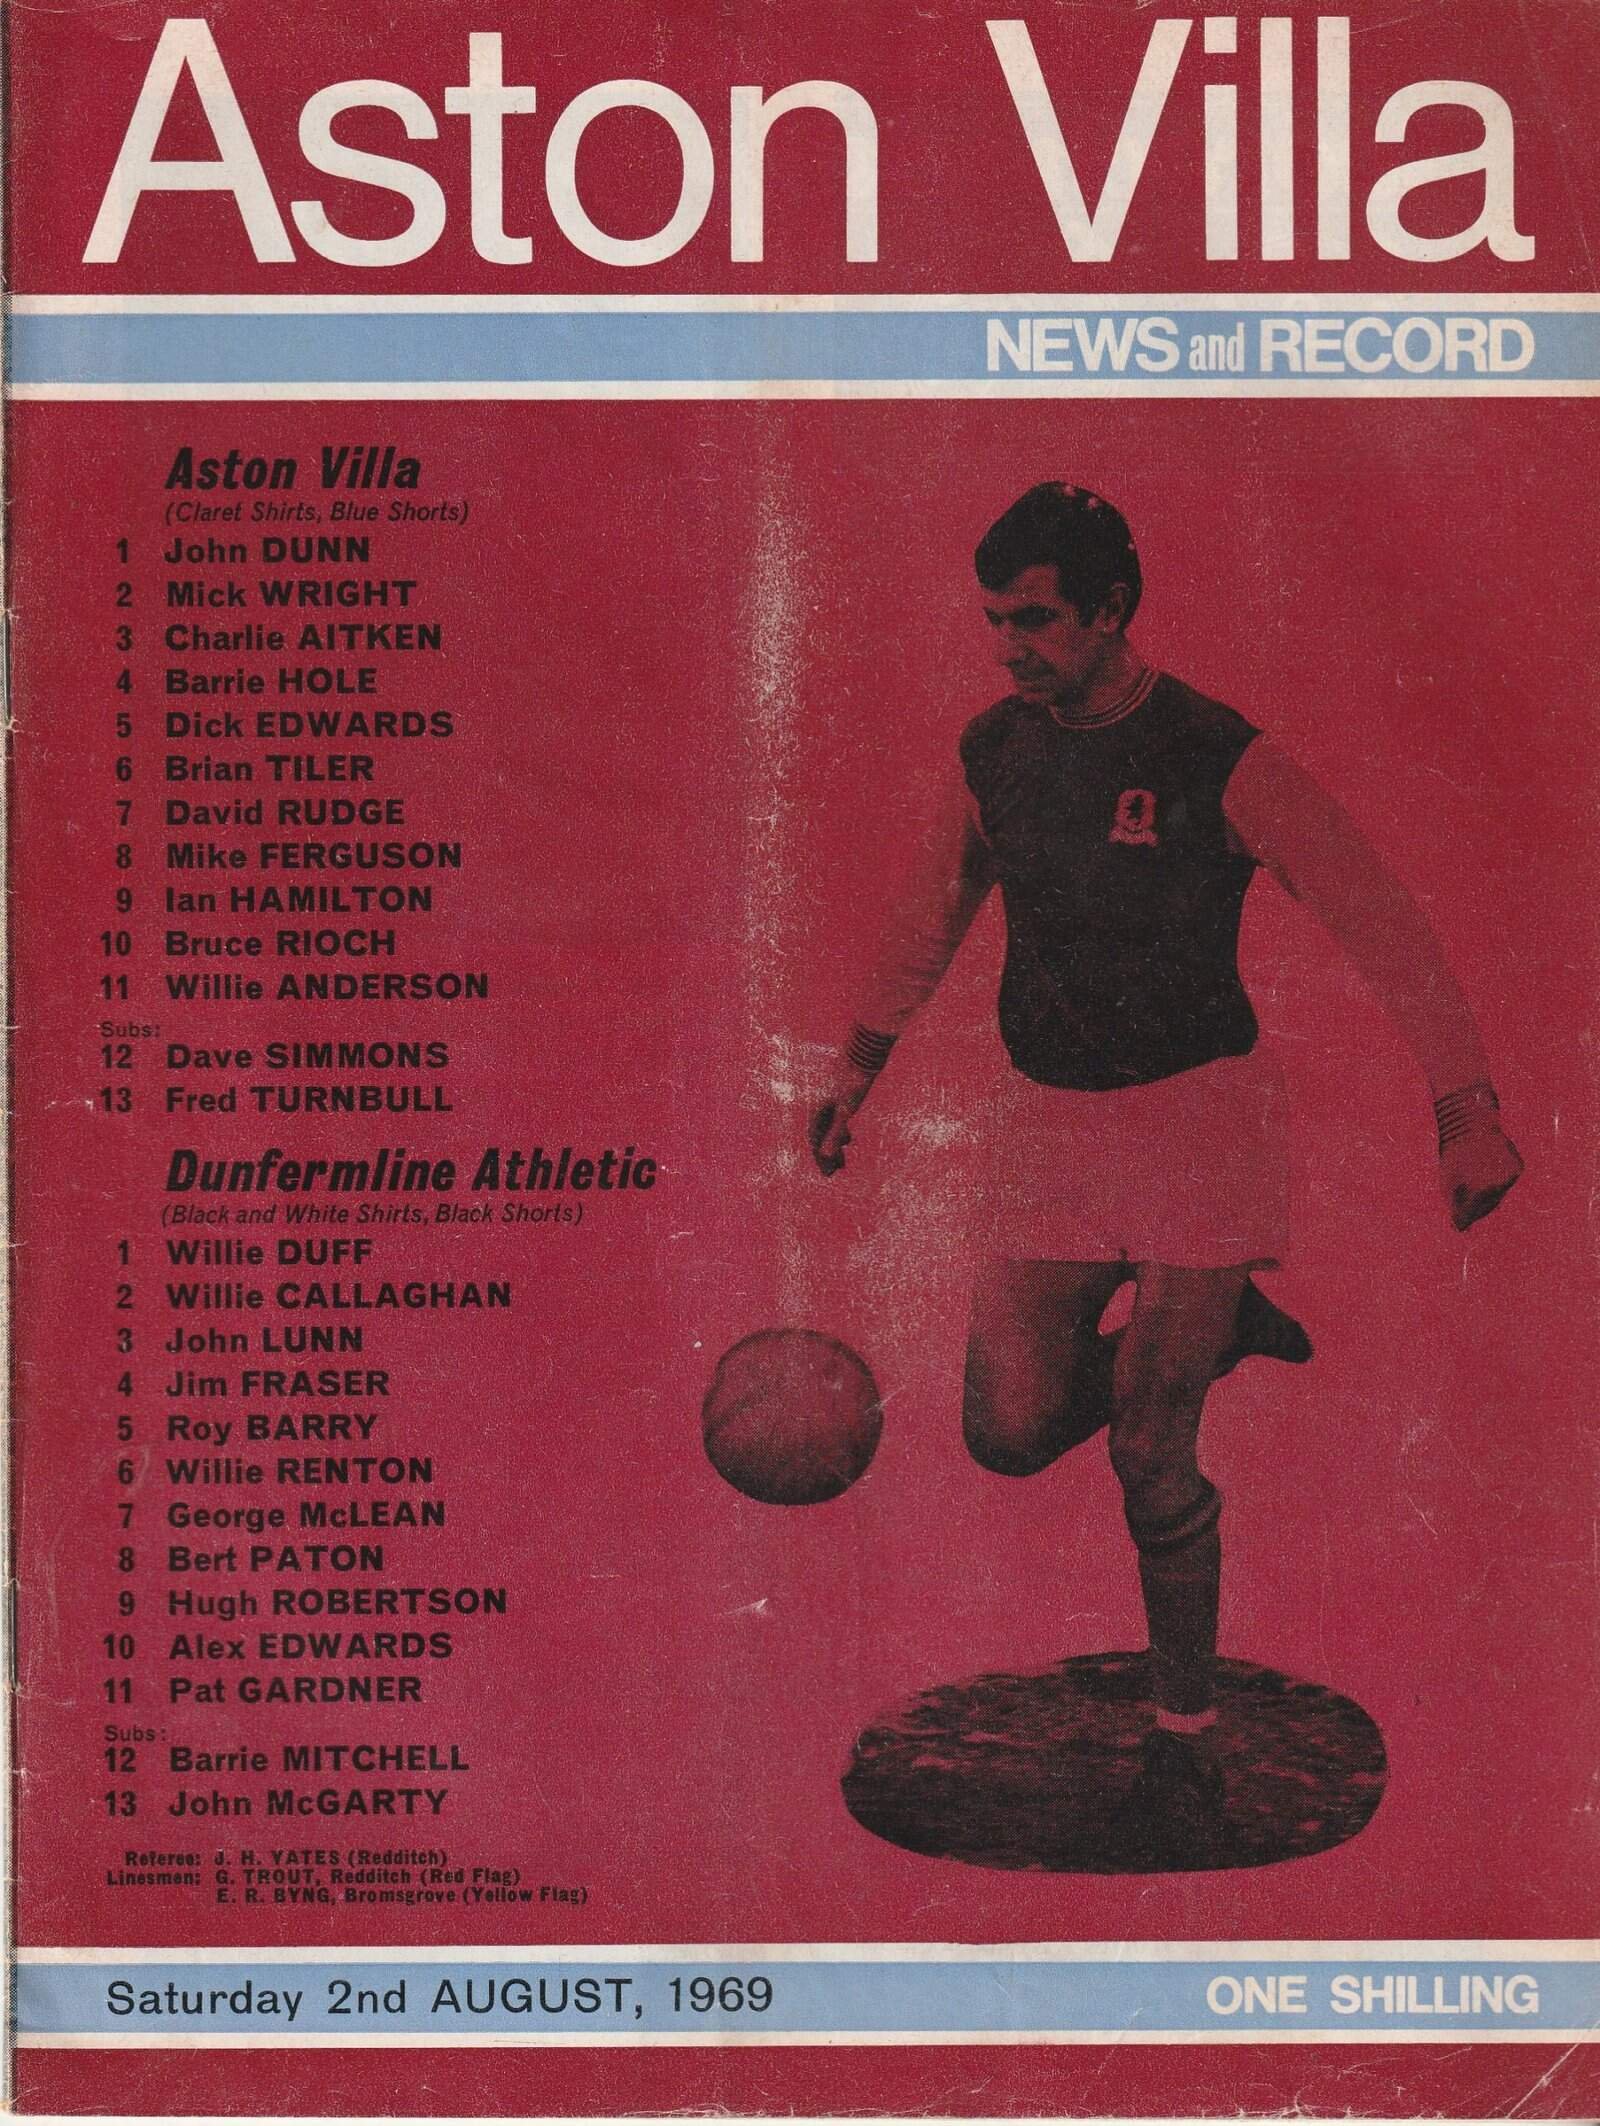 Aston Villa
NEWS and RECORD
Aston Villa
(Claret Shirts, Blue Shorts)
1 John DUNN
2 Mick WRIGHT
3 Charlie AITKEN
4 Barrie HOLE
5 Dick EDWARDS
6 Brian TILER
7 David RUDGE
8 Mike FERGUSON
9 Ian HAMILTON
10 Bruce RIOCH
11 Willie ANDERSON
Subs:
12 Dave SIMMONS
13 Fred TURNBULL
Dunfermline Athletic
(Black and White Shirts, Black Shorts)
1 Willie DUFF
2 Willie CALLAGHAN
3 John LUNN
4 Jim FRASER
5 Roy BARRY
6 Willie RENTON
7 George McLEAN
8 Bert PATON
9 Hugh ROBERTSON
10 Alex EDWARDS
11 Pat GARDNER
Subs:
12 Barrie MITCHELL
13 John McGARTY
Referee: J. H. YATES (Redditch)
Linesmen: G. TROUT, Redditch (Red Flag)
E. R. BYNG, Bromsgrove (Yellow Flag)
Saturday 2nd AUGUST, 1969
ONE SHILLING